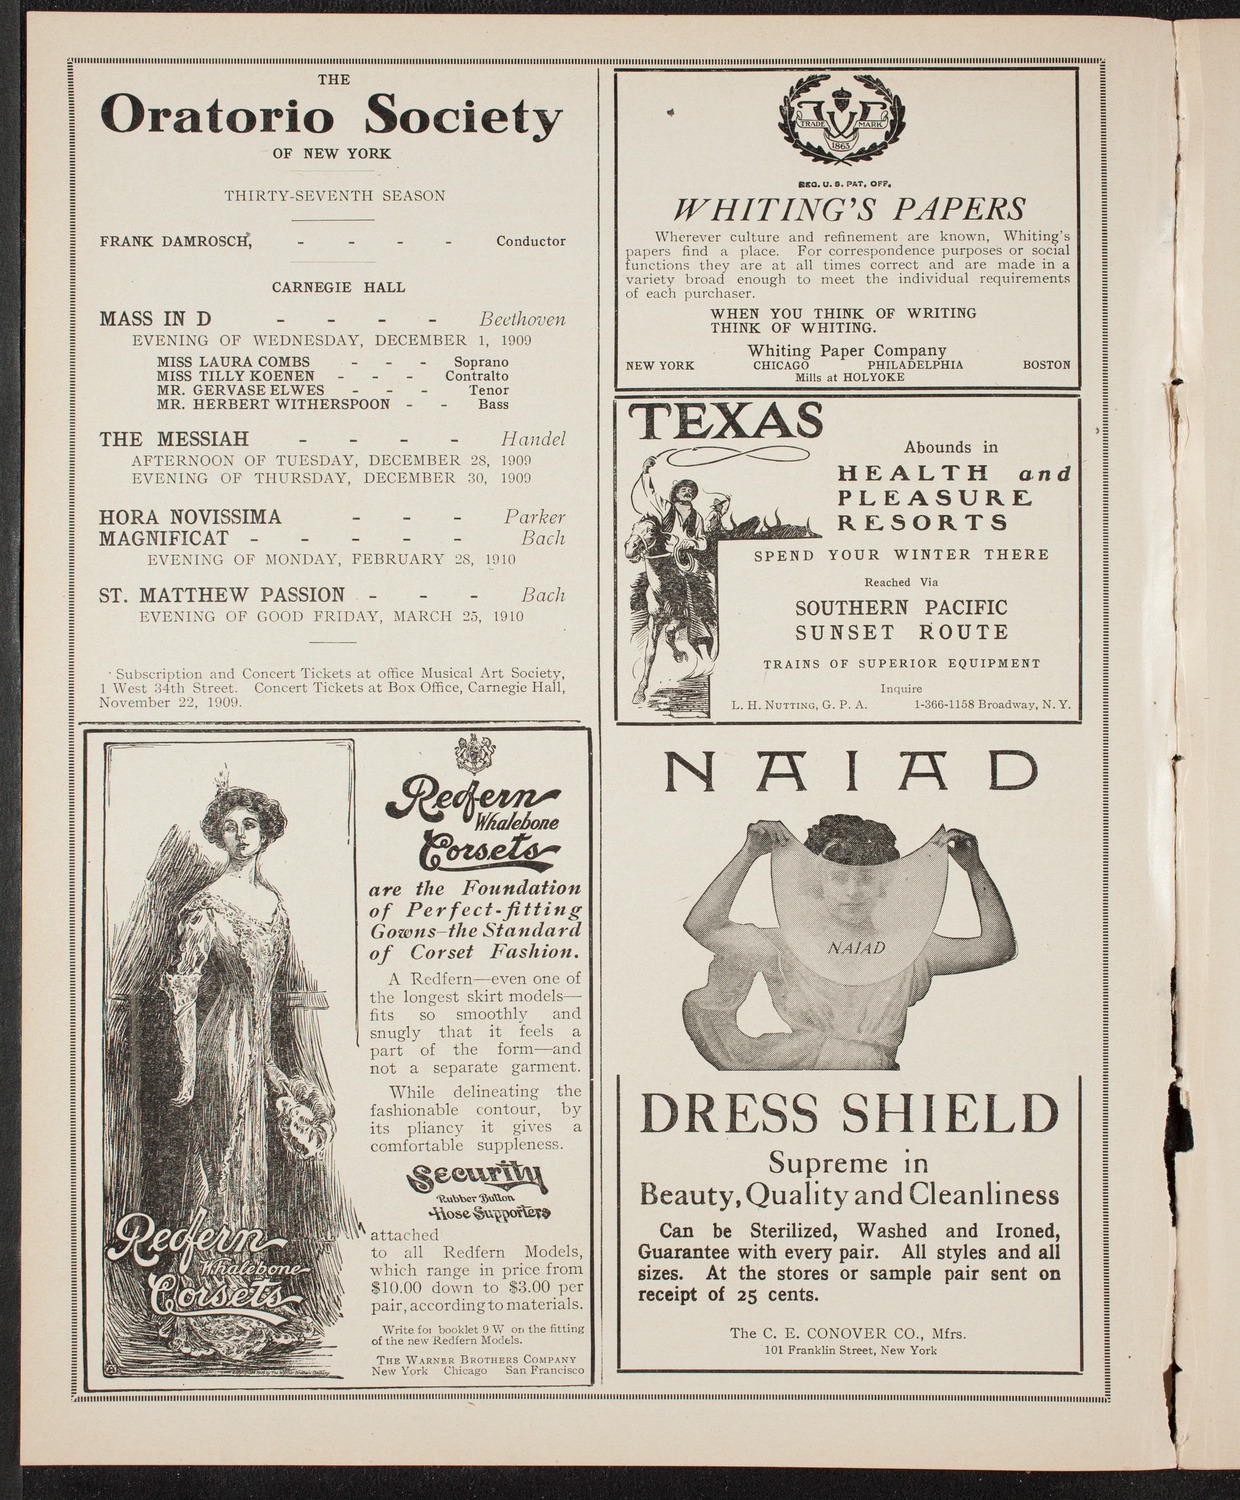 THE
Oratorio Society
OF NEW YORK
THIRTY-SEVENTH SEASON
FRANK DAMROSCH, - - - - Conductor
CARNEGIE HALL
MASS IN D - - - - Beethoven
EVENING OF WEDNESDAY, DECEMBER 1, 1909
MISS LAURA COMBS - - - Soprano
MISS TILLY KOENEN - - - Contralto
MR. GERVASE ELWES - - - Tenor
MR. HERBERT WITHERSPOON - - Bass
THE MESSIAH - - - - Handel
AFTERNOON OF TUESDAY, DECEMBER 28, 1909
EVENING OF THURSDAY, DECEMBER 30, 1909
HORA NOVISSIMA - - - Parker
MAGNIFICAT - - - - - Bach
EVENING OF MONDAY, FEBRUARY 28, 1910
ST. MATTHEW PASSION - - - Bach
EVENING OF GOOD FRIDAY, MARCH 25, 1910
Subscription and Concert Tickets at office Musical Art Society,
1 West 34th Street. Concert Tickets at Box Office, Carnegie Hall,
November 22, 1909.
Redfern
Whalebone
Corsets
are the Foundation
of Perfect-fitting
Gowns—the Standard
of Corset Fashion.
A Redfern—even one of
the longest skirt models—
fits so smoothly and
snugly that it feels a
part of the form—and
not a separate garment.
While delineating the
fashionable contour, by
its pliancy it gives a
comfortable suppleness.
Security
Rubber Button
Hose Supporters
attached
to all Redfern Models,
which range in price from
$10.00 down to $3.00 per
pair, according to materials.
Write for booklet 9 W on the fitting
of the new Redfern Models.
THE WARNER BROTHERS COMPANY
New York Chicago San Francisco
Redfern
Whalebone
Corsets
TRADE MARK
1865
REG. U. S. PAT. OFF.
WHITING'S PAPERS
Wherever culture and refinement are known, Whiting's
papers find a place. For correspondence purposes or social
functions they are at all times correct and are made in a
variety broad enough to meet the individual requirements
of each purchaser.
WHEN YOU THINK OF WRITING
THINK OF WHITING.
Whiting Paper Company
NEW YORK CHICAGO PHILADELPHIA BOSTON
Mills at HOLYOKE
TEXAS
Abounds in
HEALTH and
PLEASURE
RESORTS
SPEND YOUR WINTER THERE
Reached Via
SOUTHERN PACIFIC
SUNSET ROUTE
TRAINS OF SUPERIOR EQUIPMENT
Inquire
L. H. NUTTING, G. P. A. 1-366-1158 Broadway, N. Y.
NAIAD
NAIAD
DRESS SHIELD
Supreme in
Beauty, Quality and Cleanliness
Can be Sterilized, Washed and Ironed,
Guarantee with every pair. All styles and all
sizes. At the stores or sample pair sent on
receipt of 25 cents.
The C. E. CONOVER CO., Mfrs.
101 Franklin Street, New York